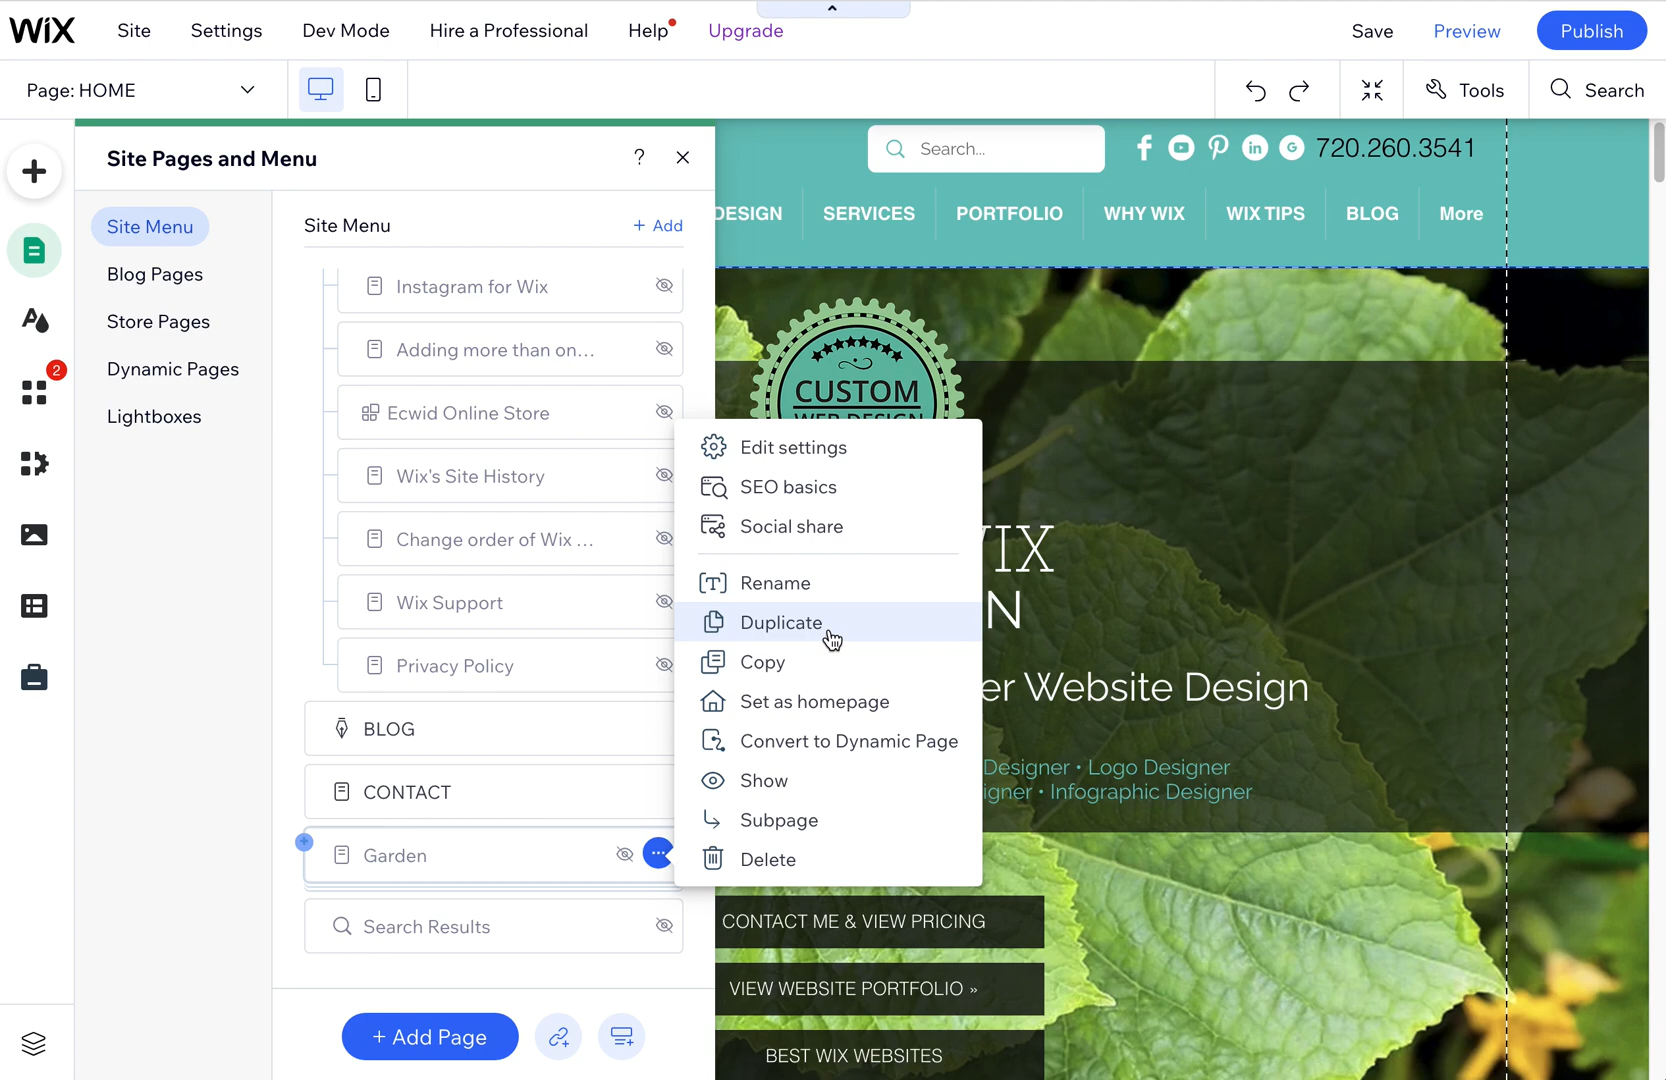 WIX
Site
Settings
Dev Mode
Hire a Professional
Help
Upgrade
Save
Preview
Publish
Page: HOME
Tools
Search
Site Pages and Menu
?
Site Menu
Blog Pages
Store Pages
Dynamic Pages
Lightboxes
2
Site Menu
+ Add
Instagram for Wix
Adding more than on...
Ecwid Online Store
Wix's Site History
Change order of Wix ...
Wix Support
Privacy Policy
BLOG
CONTACT
Garden
Search Results
+ Add Page
Edit settings
SEO basics
Social share
Rename
Duplicate
Copy
Set as homepage
Convert to Dynamic Page
Show
Subpage
Delete
Search...
720.260.3541
DESIGN
SERVICES
PORTFOLIO
WHY WIX
WIX TIPS
BLOG
More
CUSTOM
WEB DESIGN
WIX
N
er Website Design
Designer • Logo Designer
igner • Infographic Designer
CONTACT ME & VIEW PRICING
VIEW WEBSITE PORTFOLIO »
BEST WIX WEBSITES